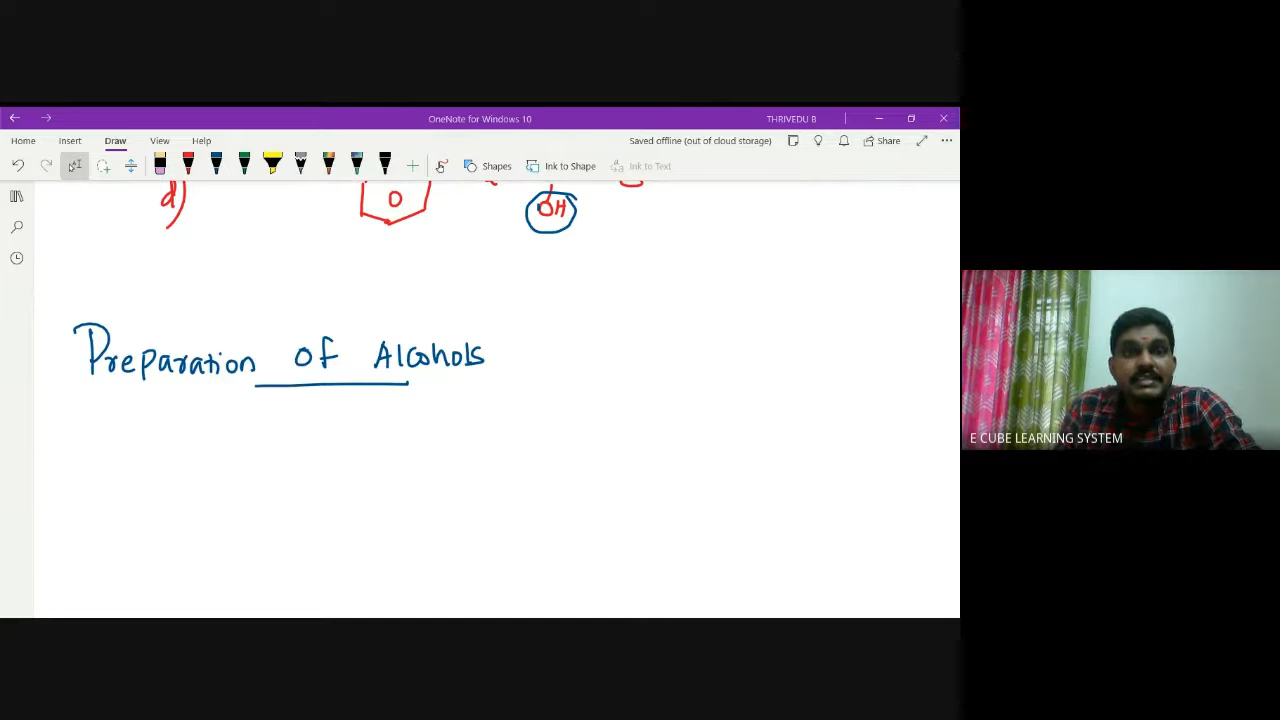 OneNote for Windows 10
THRIVEDU B
Home Insert Draw View Help
Saved offline (out of cloud storage)
Share
Shapes
Ink to Shape
Ink to Text
d)
O
OH
Preparation of Alcohols
E CUBE LEARNING SYSTEM